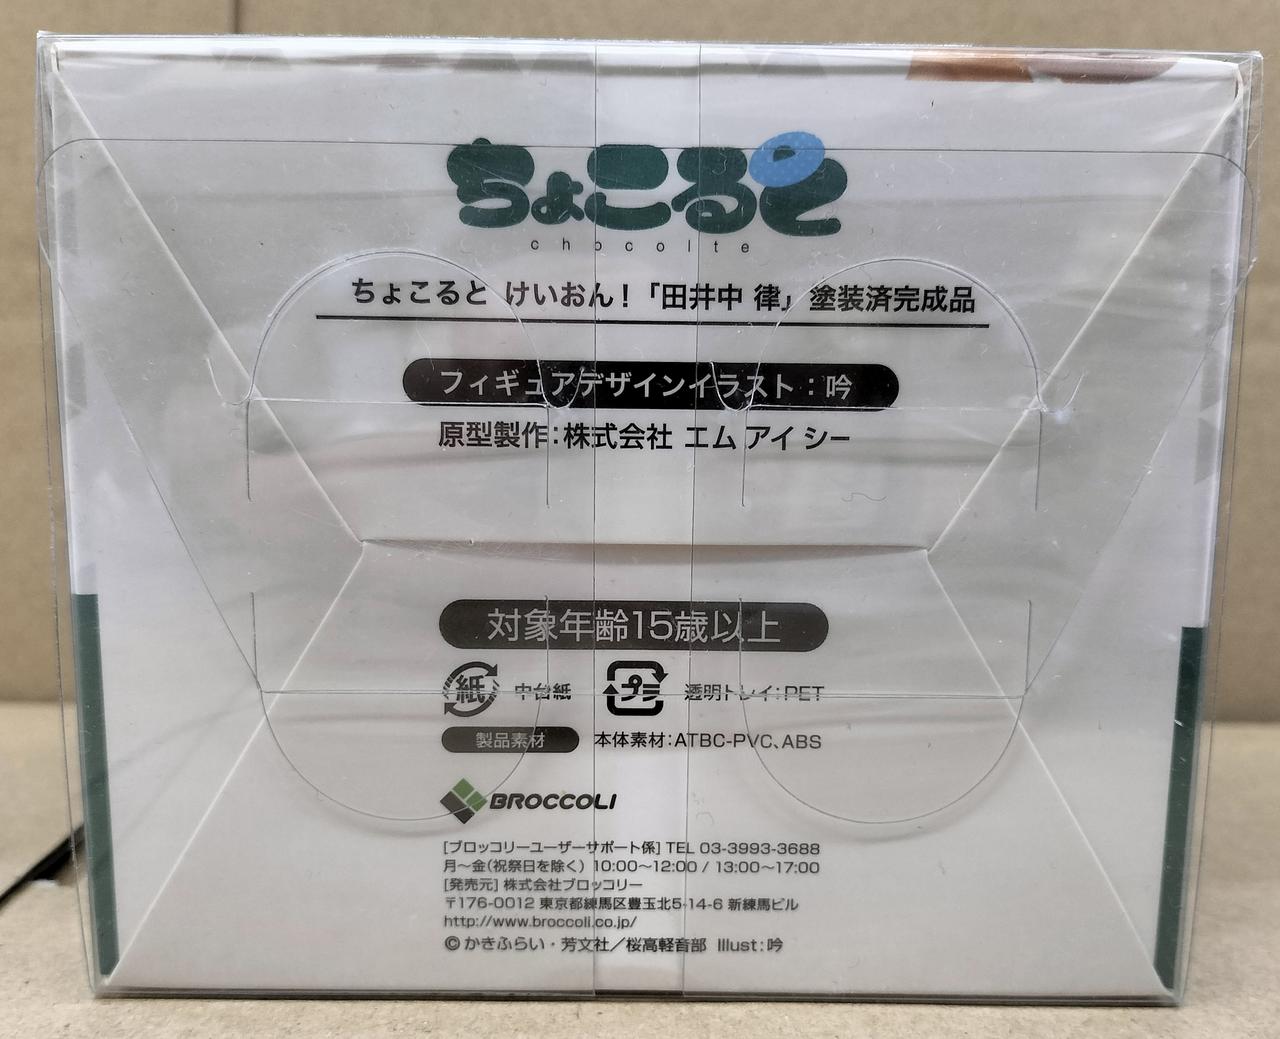 ちょこると
chocolte
ちょこると けいおん！「田井中 律」塗装済完成品
フィギュアデザインイラスト：吟
原型製作：株式会社 エム アイ シー
対象年齢15歳以上
紙 中台紙 プラ 透明トレイ：PET
製品素材 本体素材：ATBC-PVC、ABS
BROCCOLI
[ブロッコリーユーザーサポート係] TEL 03-3993-3688
月〜金（祝祭日を除く） 10:00〜12:00 / 13:00〜17:00
[発売元] 株式会社ブロッコリー
〒176-0012 東京都練馬区豊玉北5-14-6 新練馬ビル
http://www.broccoli.co.jp/
©かきふらい・芳文社／桜高軽音部 Illust：吟